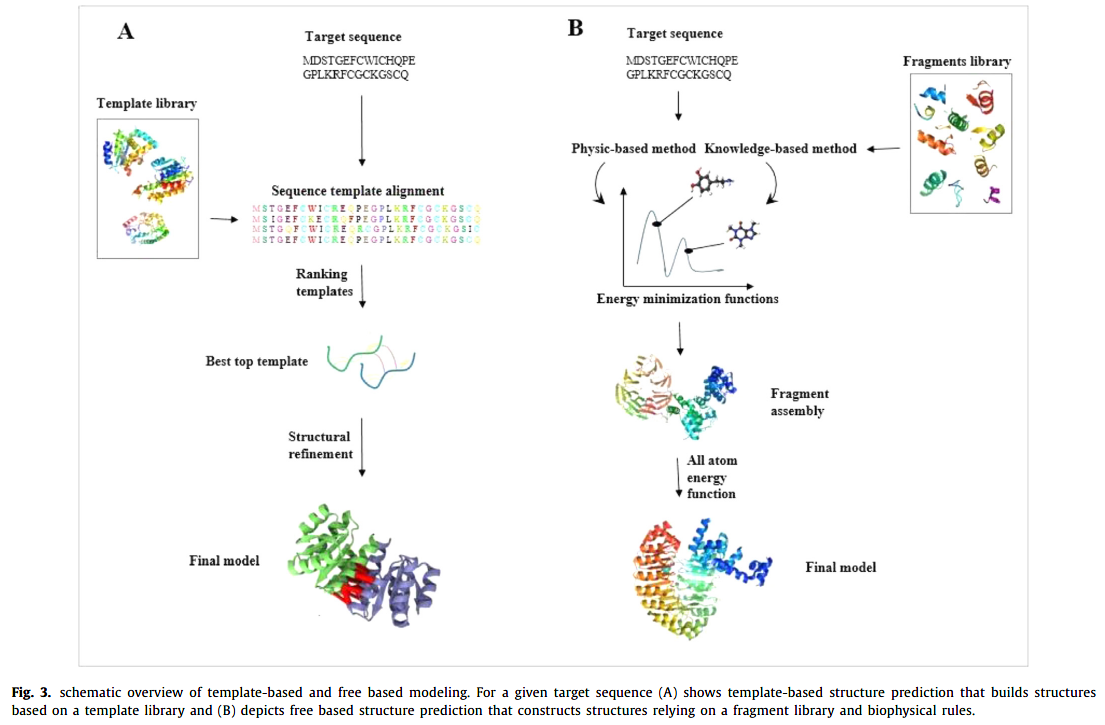 A
Target sequence
MDSTGEFCWICHQPE
GPLKRFCGCKGSCQ
Template library
Sequence template alignment
MSTGEFCWICREQPEGPLKRFCGCKGSCQ
MSIGEFCKECRQFPEGPLKRFCGCKGSCQ
MSTGQFCWICREQRCGPLKRFCGCKGSIC
MSTGEFCWICREQPEGPLKRFCGCKGSCQ
Ranking
templates
Best top template
Structural
refinement
Final model
B
Target sequence
MDSTGEFCWICHQPE
GPLKRFCGCKGSCQ
Fragments library
Physic-based method Knowledge-based method
Energy minimization functions
Fragment
assembly
All atom
energy
function
Final model
Fig. 3. schematic overview of template-based and free based modeling. For a given target sequence (A) shows template-based structure prediction that builds structures
based on a template library and (B) depicts free based structure prediction that constructs structures relying on a fragment library and biophysical rules.